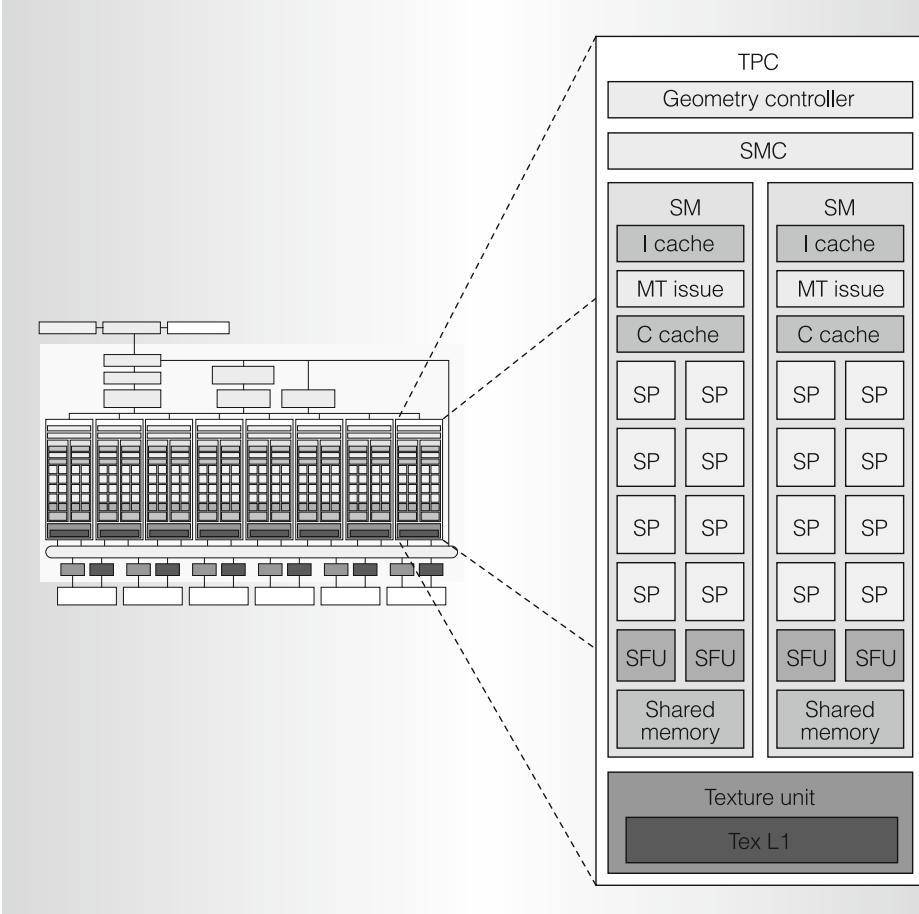 TPC
Geometry controller
SMC
SM
I cache
MT issue
C cache
SP SP
SP SP
SP SP
SP SP
SFU SFU
Shared
memory
SM
I cache
MT issue
C cache
SP SP
SP SP
SP SP
SP SP
SFU SFU
Shared
memory
Texture unit
Tex L1